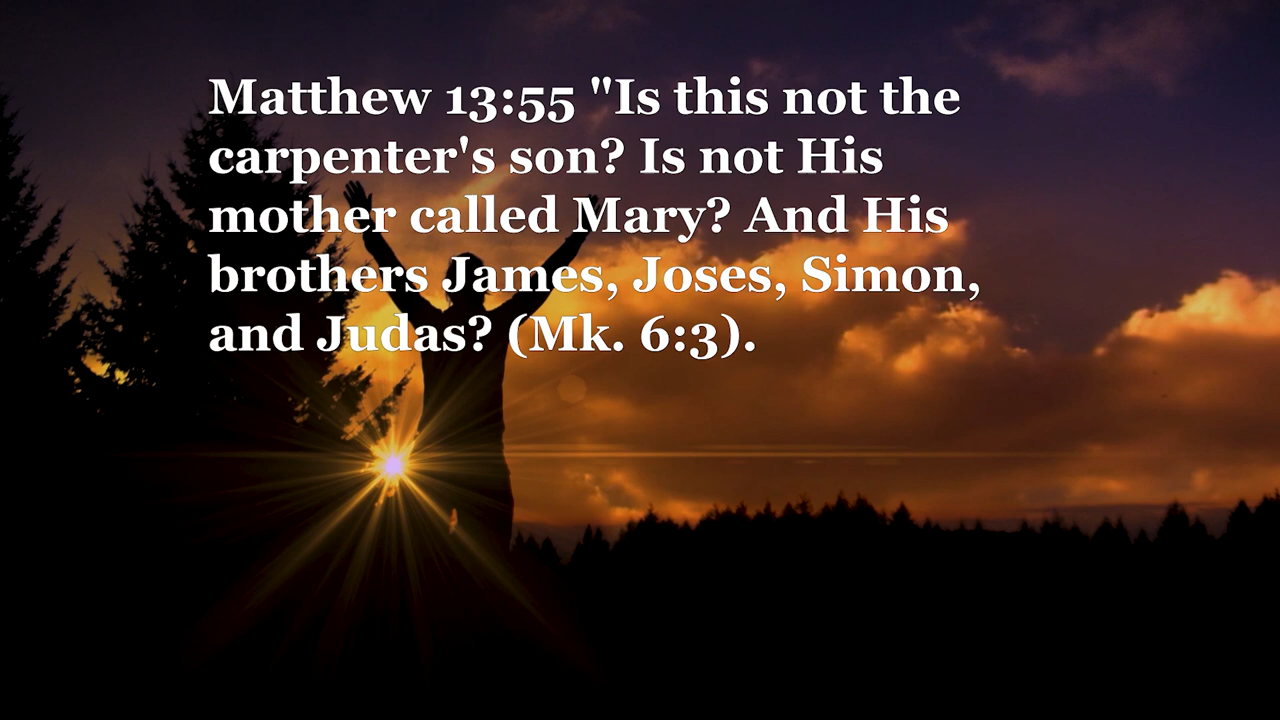 Matthew 13:55 "Is this not the
carpenter's son? Is not His
mother called Mary? And His
brothers James, Joses, Simon,
and Judas? (Mk. 6:3).